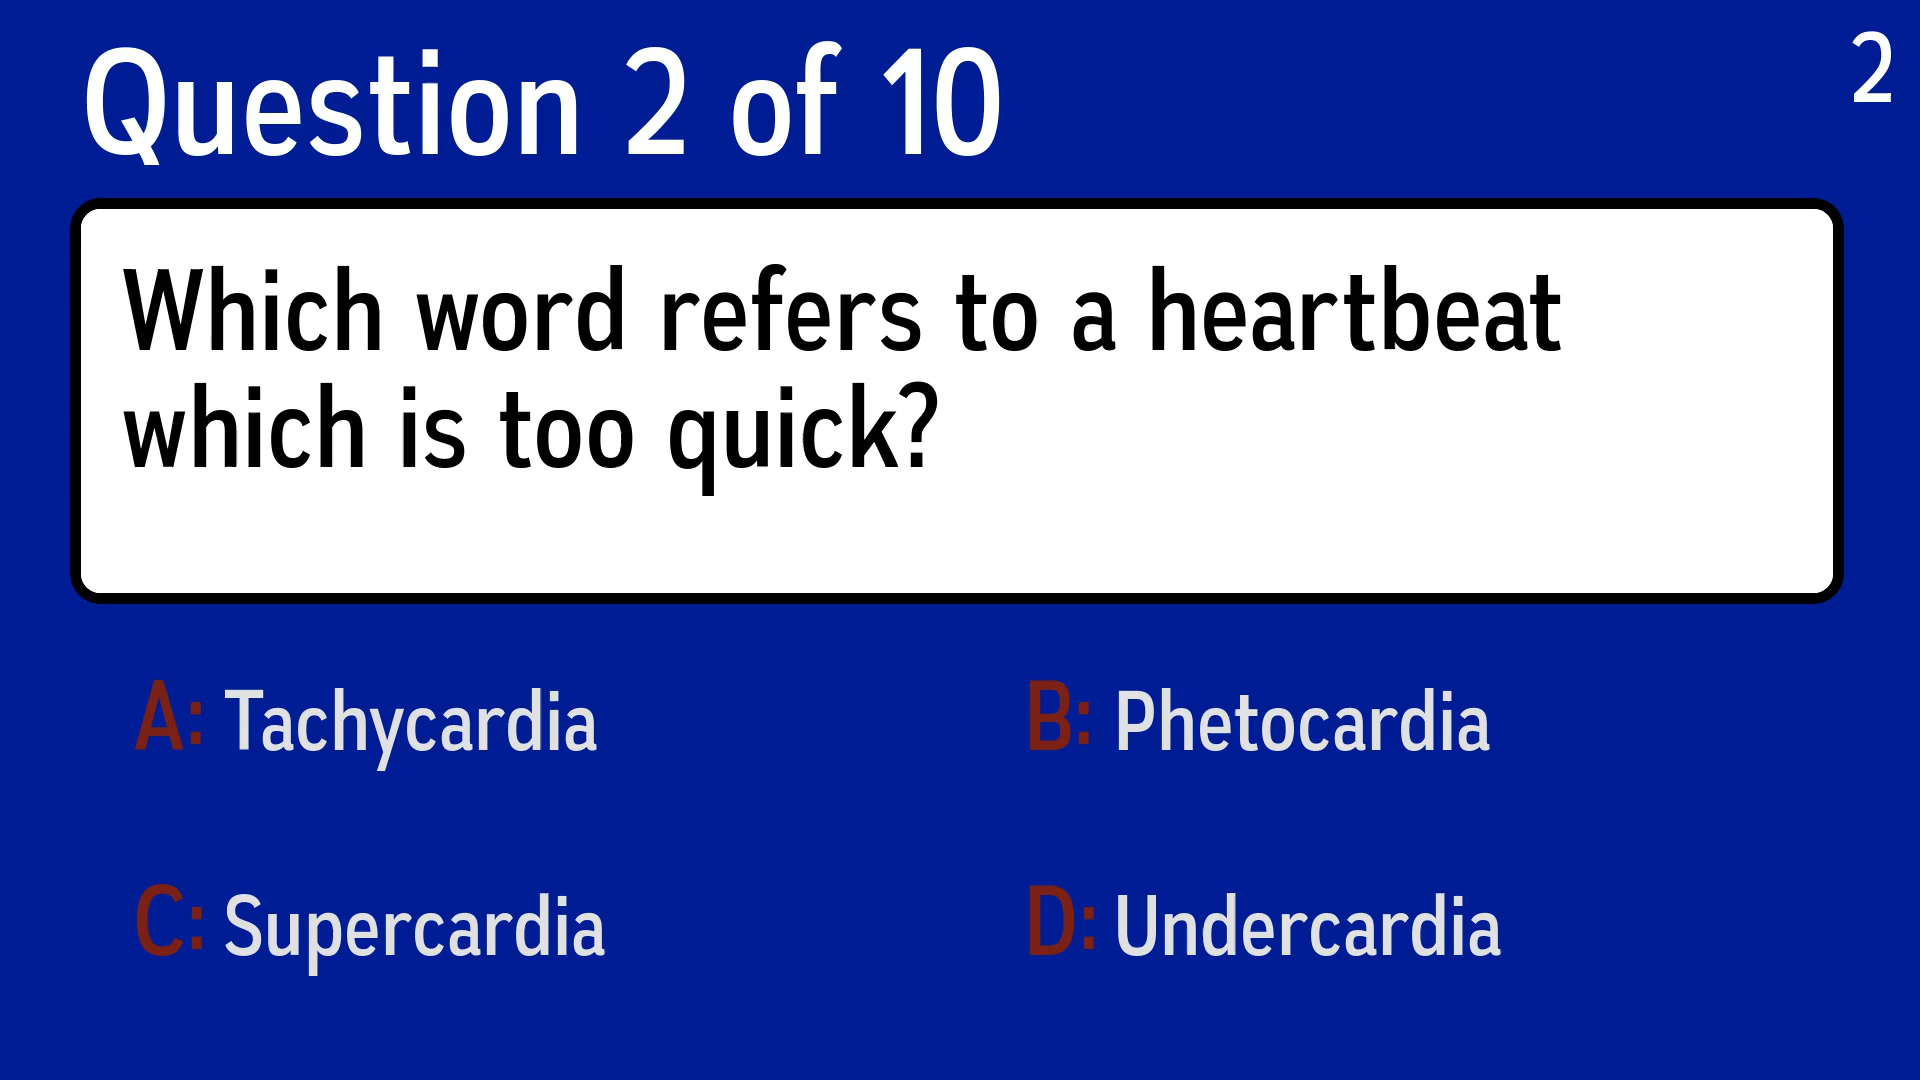 Question 2 of 10
2
Which word refers to a heartbeat
which is too quick?
A: Tachycardia
B: Phetocardia
C: Supercardia
D: Undercardia